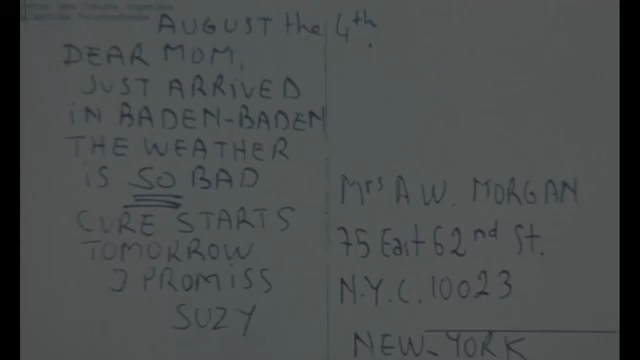 AUGUST the 4th.
DEAR MOM,
JUST ARRIVED
IN BADEN-BADEN
THE WEATHER
IS SO BAD
CURE STARTS
TOMORROW
I PROMISS
SUZY
Mrs A.W. MORGAN
75 East 62nd St.
N.Y.C. 10023
NEW-YORK